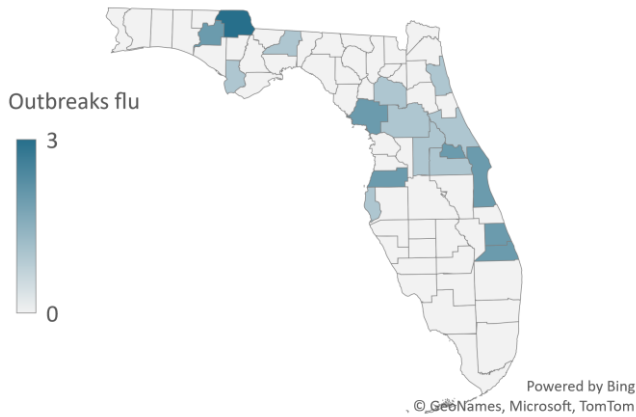 Outbreaks flu
3
0
Powered by Bing
© GeoNames, Microsoft, TomTom